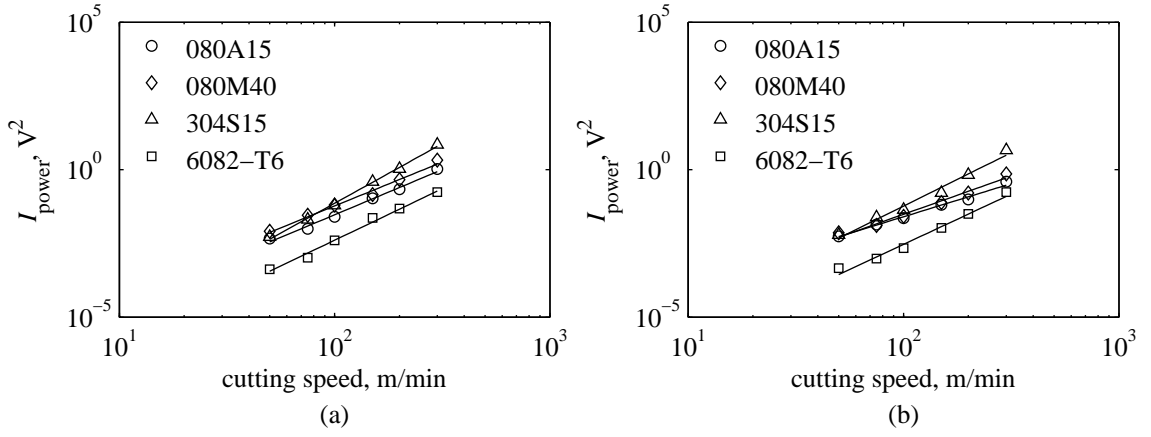 10^5
080A15
080M40
304S15
6082−T6
10^0
10^−5
I_power, V^2
10^1 10^2 10^3
cutting speed, m/min
(a)
10^5
080A15
080M40
304S15
6082−T6
10^0
10^−5
I_power, V^2
10^1 10^2 10^3
cutting speed, m/min
(b)